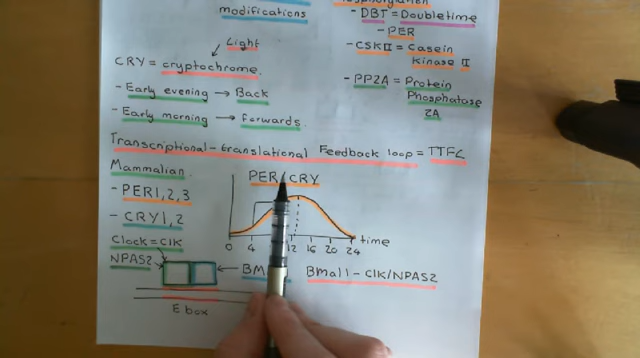 modifications
Phosphorylation
- DBT = Doubletime
- PER
- CSKII = Casein
kinase II
- PP2A = Protein
Phosphatase
2A
Light
CRY = cryptochrome
- Early evening → Back
- Early morning → forwards
Transcriptional-translational Feedback loop = TTFL
Mammalian
- PER1,2,3
- CRY1,2
PER CRY
0 4 12 16 20 24 time
Clock = Clk
NPAS2
Bmal1 - Clk/NPAS2
E box